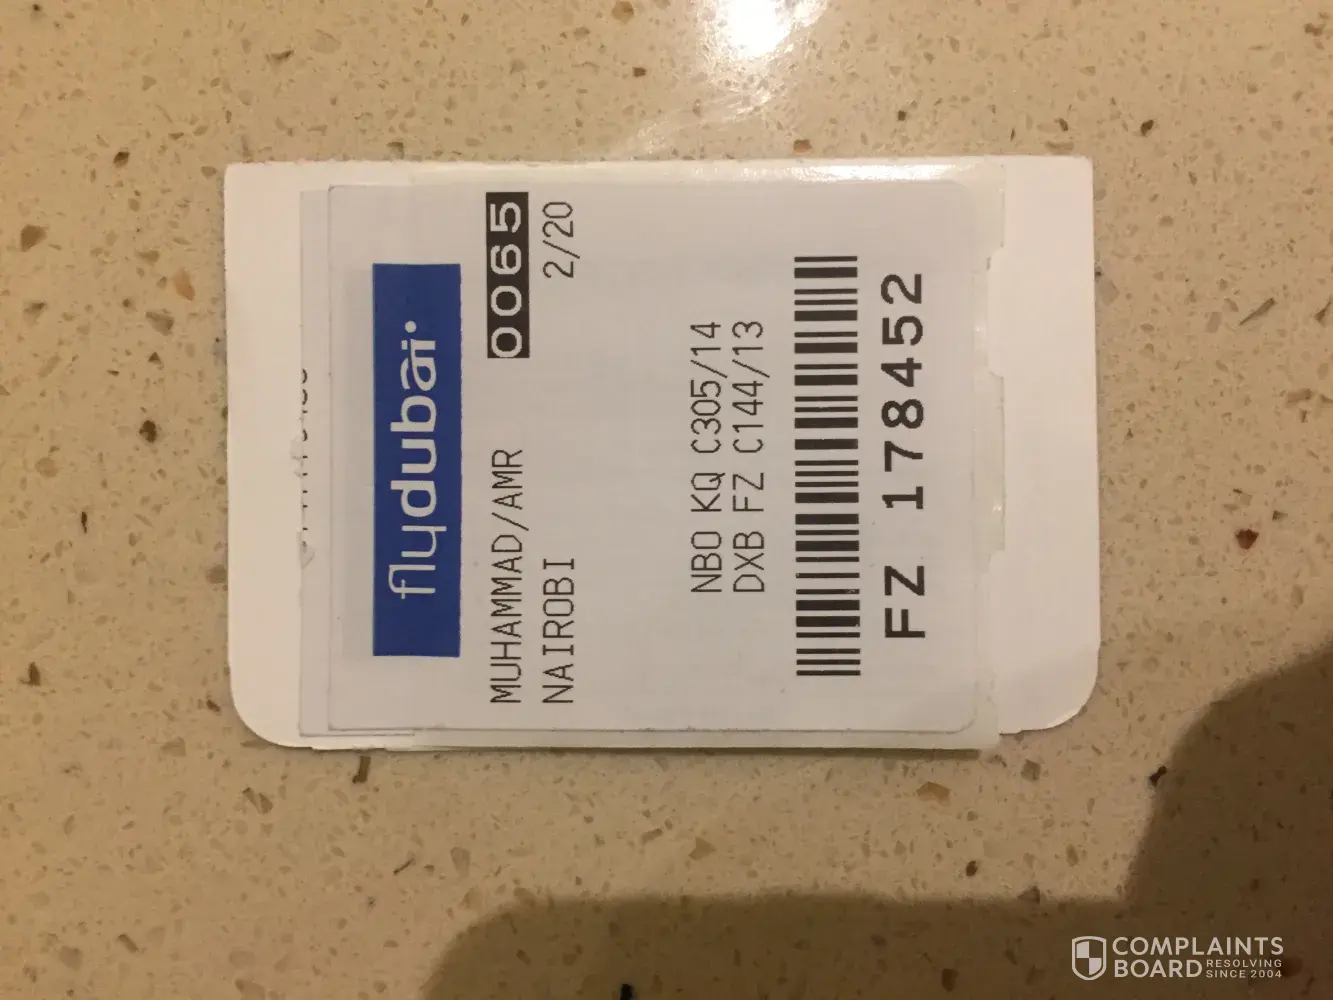 flydubai
0065
MUHAMMAD/AMR
2/20
NAIROBI
NBO KQ C305/14
DXB FZ C144/13
FZ 178452
COMPLAINTS
BOARD RESOLVING
SINCE 2004